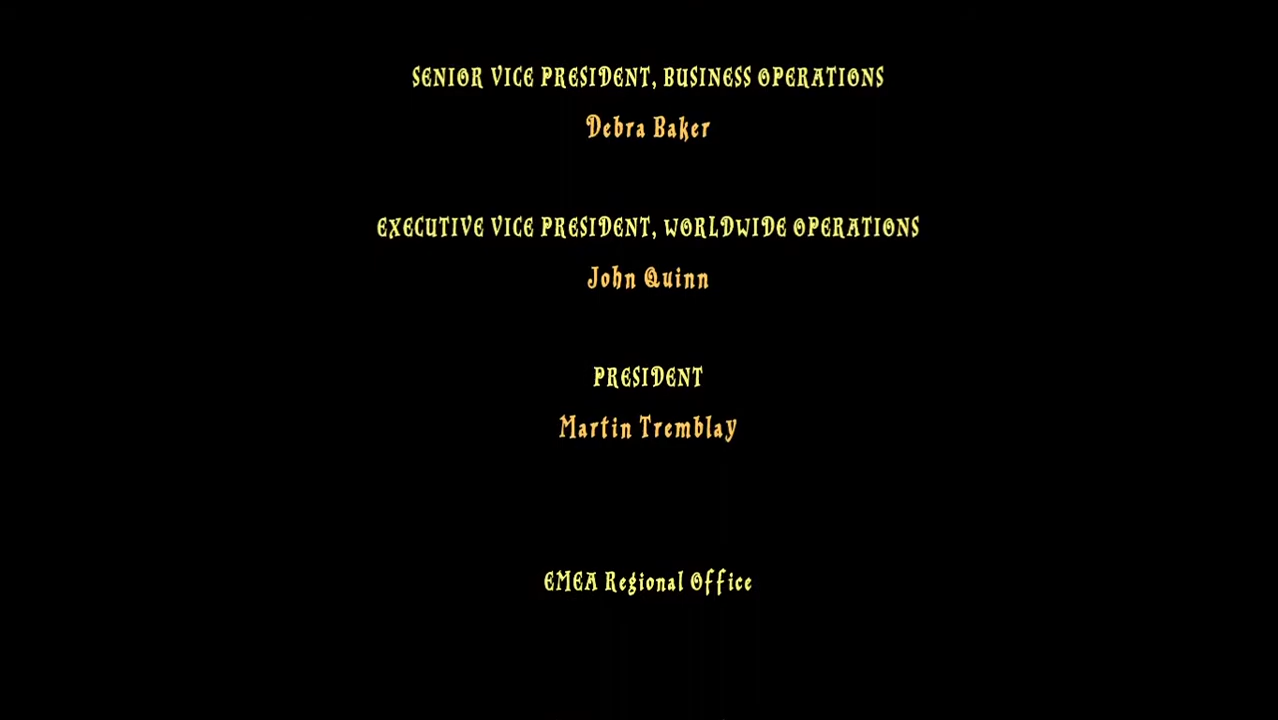 SENIOR VICE PRESIDENT, BUSINESS OPERATIONS
Debra Baker
EXECUTIVE VICE PRESIDENT, WORLDWIDE OPERATIONS
John Quinn
PRESIDENT
Martin Tremblay
EMEA Regional Office